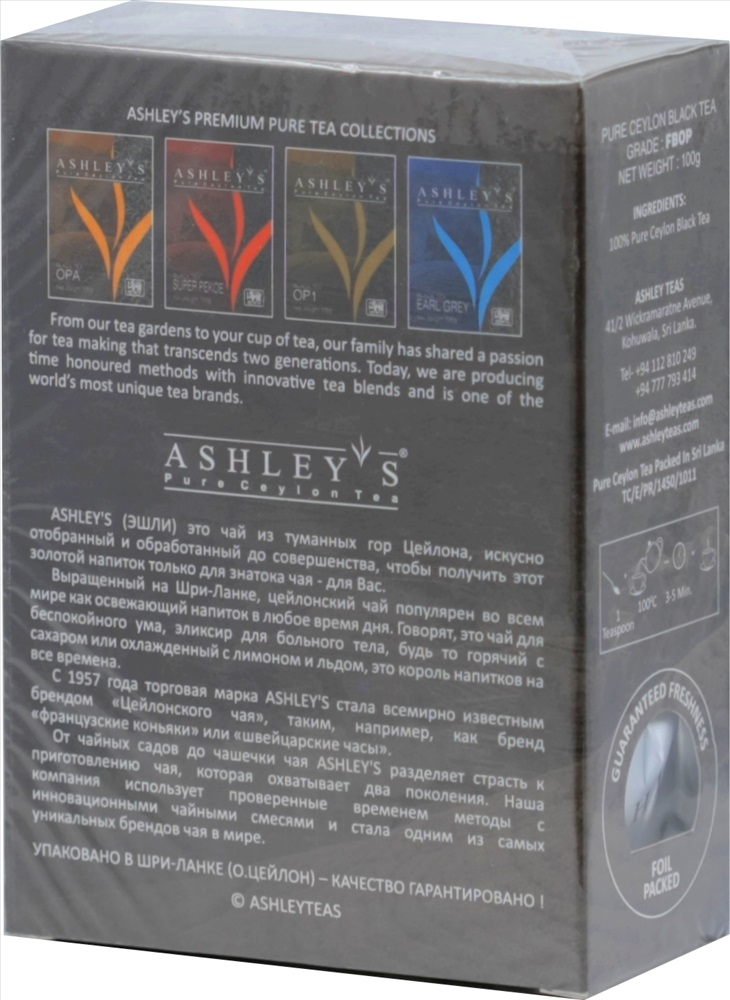 ASHLEY'S PREMIUM PURE TEA COLLECTIONS
ASHLEY'S
Pure Ceylon Tea
OPA
ASHLEY'S
Pure Ceylon Tea
SUPER PEKOE
ASHLEY'S
Pure Ceylon Tea
OP1
ASHLEY'S
Pure Ceylon Tea
EARL GREY
From our tea gardens to your cup of tea, our family has shared a passion
for tea making that transcends two generations. Today, we are producing
time honoured methods with innovative tea blends and is one of the
world's most unique tea brands.
ASHLEY'S®
Pure Ceylon Tea
ASHLEY'S (ЭШЛИ) это чай из туманных гор Цейлона, искусно
отобранный и обработанный до совершенства, чтобы получить этот
золотой напиток только для знатока чая - для Вас.
Выращенный на Шри-Ланке, цейлонский чай популярен во всем
мире как освежающий напиток в любое время дня. Говорят, это чай для
беспокойного ума, эликсир для больного тела, будь то горячий с
сахаром или охлажденный с лимоном и льдом, это король напитков на
все времена.
С 1957 года торговая марка ASHLEY'S стала всемирно известным
брендом «Цейлонского чая», таким, например, как бренд
«французские коньяки» или «швейцарские часы».
От чайных садов до чашечки чая ASHLEY'S разделяет страсть к
приготовлению чая, которая охватывает два поколения. Наша
компания использует проверенные временем методы с
инновационными чайными смесями и стала одним из самых
уникальных брендов чая в мире.
УПАКОВАНО В ШРИ-ЛАНКЕ (О.ЦЕЙЛОН) – КАЧЕСТВО ГАРАНТИРОВАНО !
© ASHLEYTEAS
PURE CEYLON BLACK TEA
GRADE : FBOP
NET WEIGHT : 100g
INGREDIENTS:
100% Pure Ceylon Black Tea
ASHLEY TEAS
41/2 Wickramaratne Avenue,
Kohuwala, Sri Lanka.
Tel- +94 112 810 249
+94 777 793 414
E-mail: info@ashleyteas.com
www.ashleyteas.com
Pure Ceylon Tea Packed In Sri Lanka
TC/E/PR/1450/1011
1
Teaspoon
100°C
3-5 Min.
GUARANTEED FRESHNESS
FOIL
PACKED